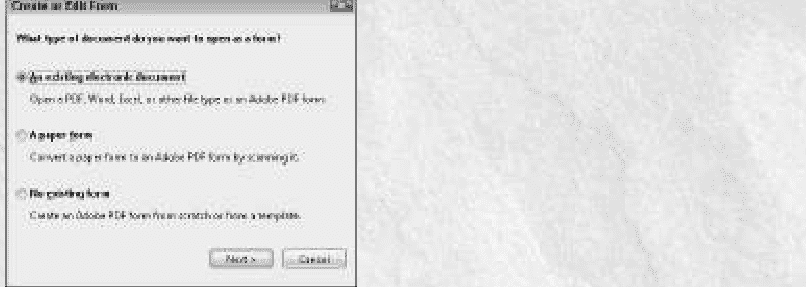 Create or Edit Form
What type of document do you want to open as a form?
An existing electronic document
Open a PDF, Word, Excel, or other file type as an Adobe PDF form.
A paper form
Convert a paper form to an Adobe PDF form by scanning it.
No existing form
Create an Adobe PDF form from scratch or from a template.
Next >
Cancel